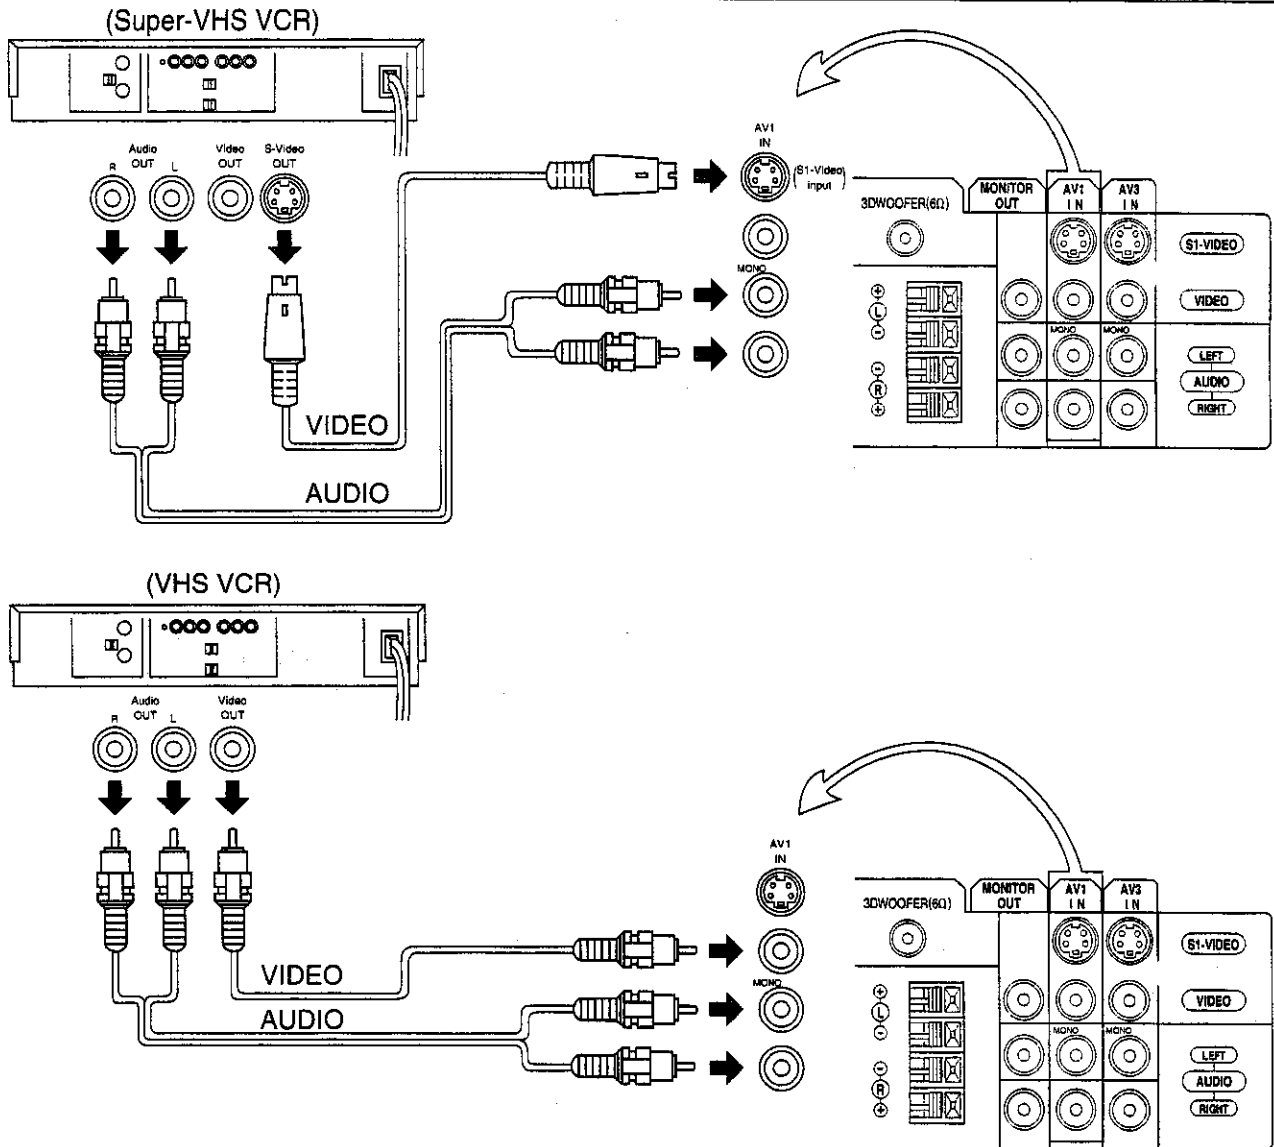 (Super-VHS VCR)
Audio
OUT
R
L
Video
OUT
S-Video
OUT
AV1
IN
(S1-Video
input)
MONO
VIDEO
AUDIO
3DWOOFER(6Ω)
MONITOR
OUT
AV1
IN
AV3
IN
S1-VIDEO
VIDEO
MONO
MONO
LEFT
AUDIO
RIGHT
+
L
-
-
R
+
(VHS VCR)
Audio
OUT
R
L
Video
OUT
AV1
IN
MONO
VIDEO
AUDIO
3DWOOFER(6Ω)
MONITOR
OUT
AV1
IN
AV3
IN
S1-VIDEO
VIDEO
MONO
MONO
LEFT
AUDIO
RIGHT
+
L
-
-
R
+